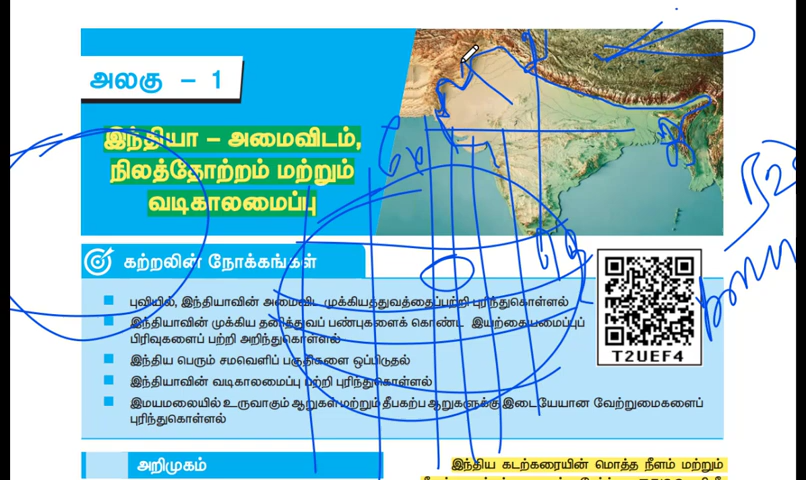 அலகு – 1
இந்தியா – அமைவிடம்,
நிலத்தோற்றம் மற்றும்
வடிகாலமைப்பு
கற்றலின் நோக்கங்கள்
புவியில், இந்தியாவின் அமைவிட முக்கியத்துவத்தைப்பற்றி புரிந்துகொள்ளல்
இந்தியாவின் முக்கிய தனித்துவப் பண்புகளைக் கொண்ட இயற்கையமைப்புப்
பிரிவுகளைப் பற்றி அறிந்துகொள்ளல்
இந்திய பெரும் சமவெளிப் பகுதிகளை ஒப்பிடுதல்
இந்தியாவின் வடிகாலமைப்பு பற்றி புரிந்துகொள்ளல்
இமயமலையில் உருவாகும் ஆறுகள் மற்றும் தீபகற்ப ஆறுகளுக்கு இடையேயான வேற்றுமைகளைப்
புரிந்துகொள்ளல்
T2UEF4
அறிமுகம்
இந்திய கடற்கரையின் மொத்த நீளம் மற்றும்